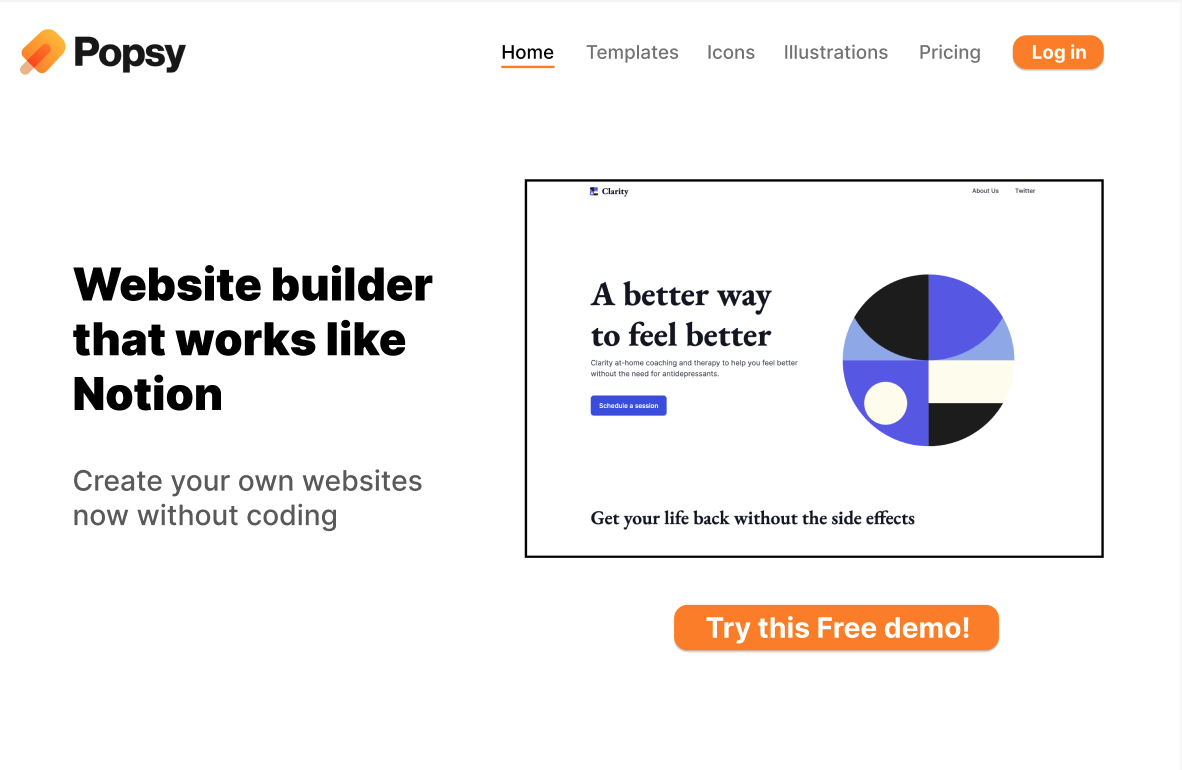 Popsy
Home Templates Icons Illustrations Pricing Log in
Website builder
that works like
Notion
Create your own websites
now without coding
Clarity
About Us Twitter
A better way
to feel better
Clarity at-home coaching and therapy to help you feel better
without the need for antidepressants.
Schedule a session
Get your life back without the side effects
Try this Free demo!